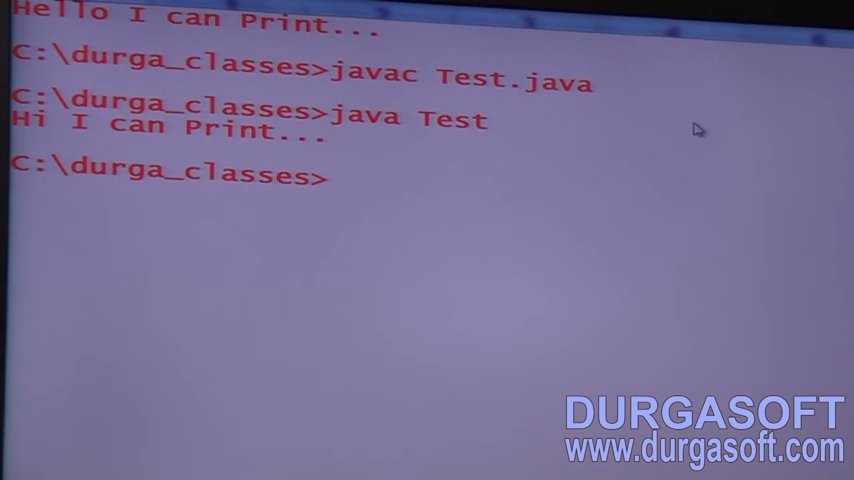 Hello I can Print...
C:\durga_classes>javac Test.java
C:\durga_classes>java Test
Hi I can Print...
C:\durga_classes>
DURGASOFT
www.durgasoft.com